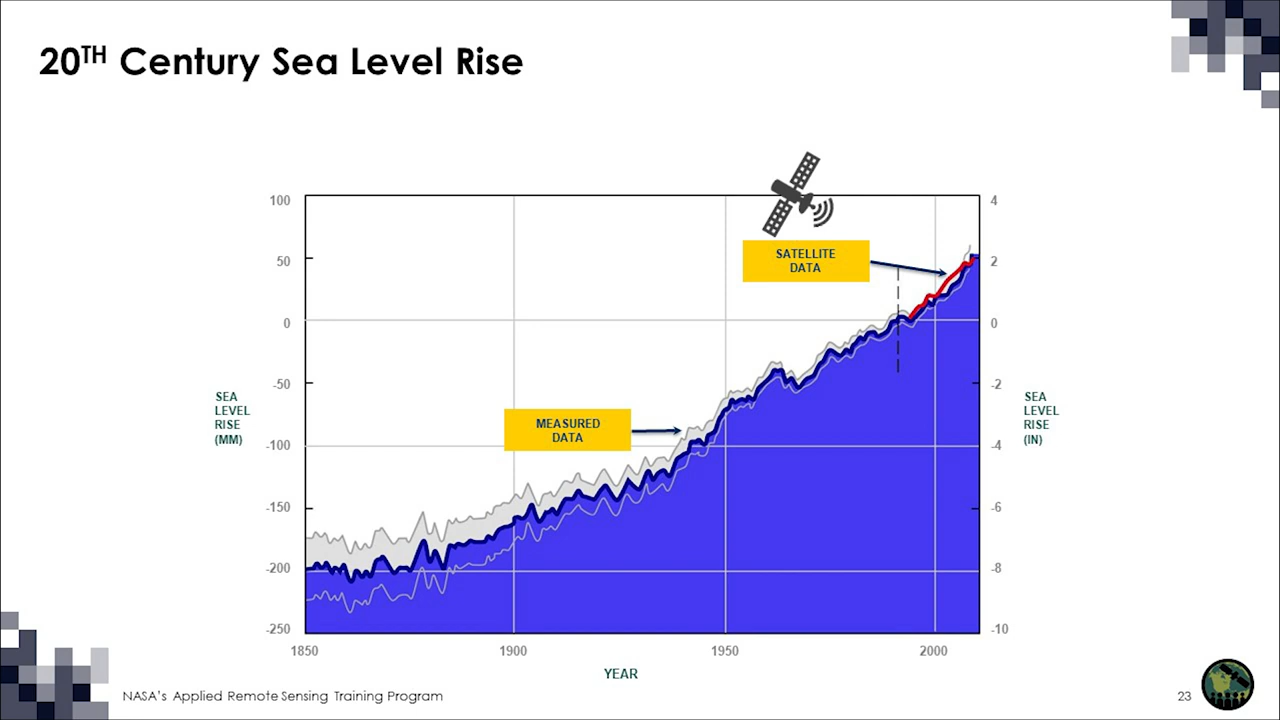 20TH Century Sea Level Rise
100
50
0
-50
-100
-150
-200
-250
4
2
0
-2
-4
-6
-8
-10
SATELLITE
DATA
MEASURED
DATA
SEA
LEVEL
RISE
(MM)
SEA
LEVEL
RISE
(IN)
1850
1900
1950
2000
YEAR
NASA's Applied Remote Sensing Training Program
23